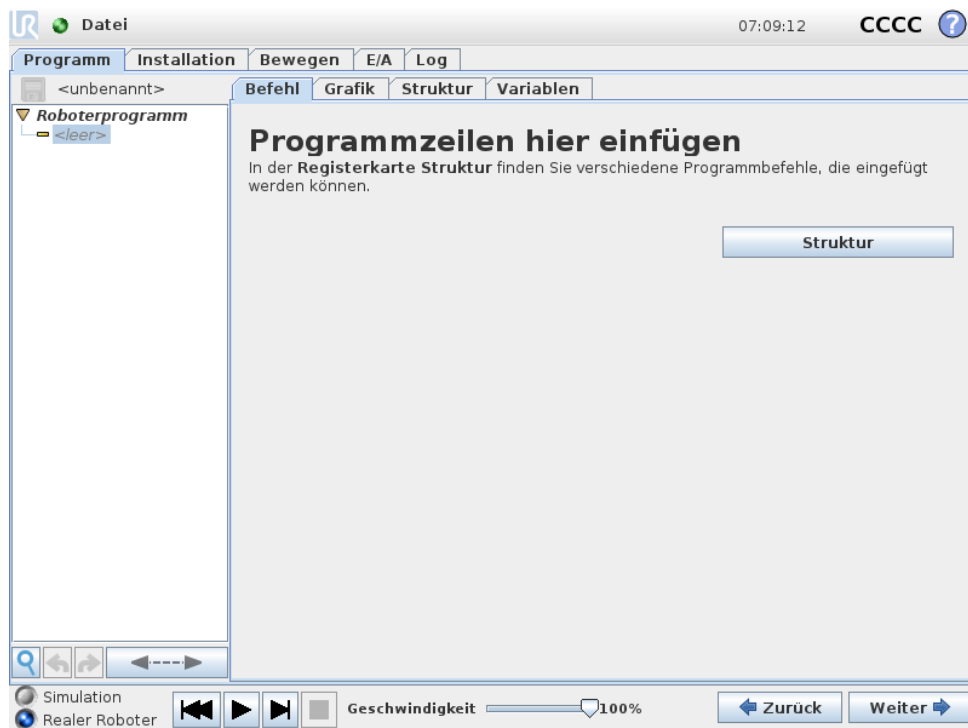 UR Datei 07:09:12 CCCC ?
Programm Installation Bewegen E/A Log
<unbenannt> Befehl Grafik Struktur Variablen
Roboterprogramm
<leer>
Programmzeilen hier einfügen
In der Registerkarte Struktur finden Sie verschiedene Programmbefehle, die eingefügt
werden können.
Struktur
Simulation
Realer Roboter
Geschwindigkeit 100% Zurück Weiter